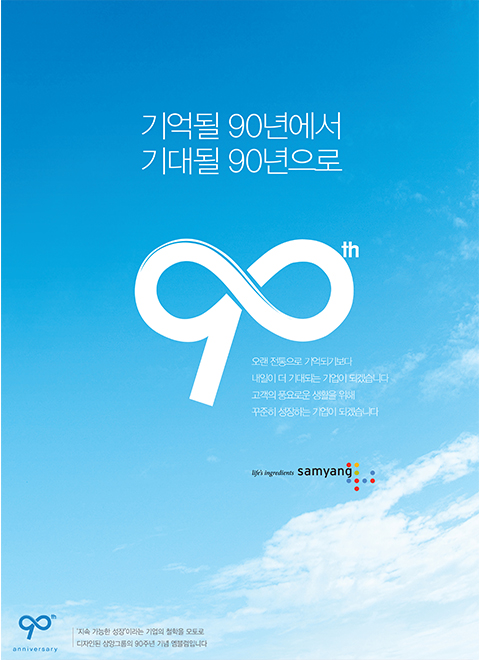 기억될 90년에서
기대될 90년으로
90th
오랜 전통으로 기억되기보다
내일이 더 기대되는 기업이 되겠습니다
고객의 풍요로운 생활을 위해
꾸준히 성장하는 기업이 되겠습니다
life's ingredients samyang
90th
anniversary
'지속 가능한 성장'이라는 기업의 철학을 모토로
디자인된 삼양그룹의 90주년 기념 엠블럼입니다